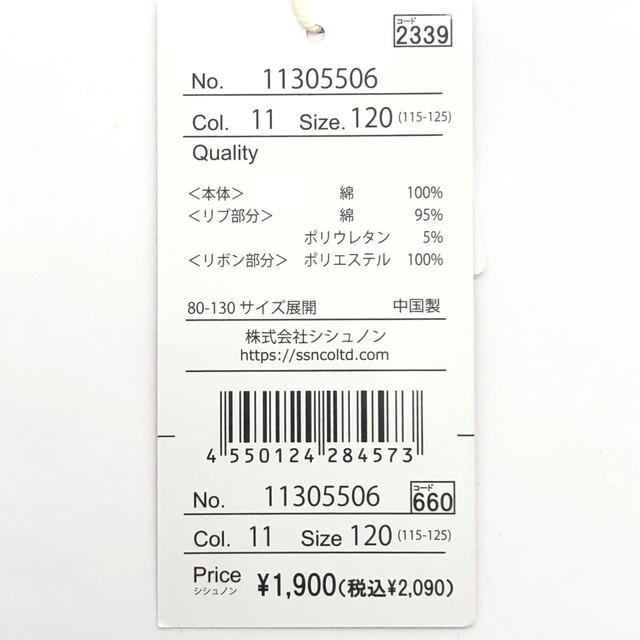 コード
2339
No. 11305506
Col. 11 Size. 120 (115-125)
Quality
＜本体＞ 綿 100%
＜リブ部分＞ 綿 95%
ポリウレタン 5%
＜リボン部分＞ ポリエステル 100%
80-130 サイズ展開 中国製
株式会社シシュノン
https://ssncoltd.com
4 550124 284573
No. 11305506 コード 660
Col. 11 Size 120 (115-125)
Price ¥1,900(税込¥2,090)
シシュノン